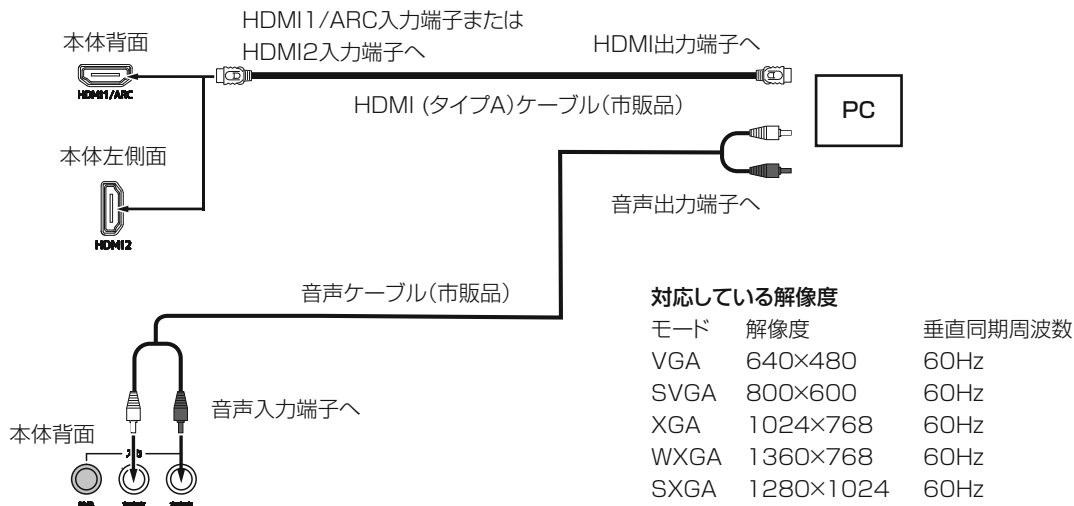 HDMI1/ARC入力端子または
HDMI2入力端子へ
HDMI出力端子へ
本体背面
HDMI1/ARC
HDMI (タイプA)ケーブル(市販品)
PC
本体左側面
HDMI2
音声出力端子へ
音声ケーブル(市販品)
音声入力端子へ
本体背面
対応している解像度
モード 解像度 垂直同期周波数
VGA 640×480 60Hz
SVGA 800×600 60Hz
XGA 1024×768 60Hz
WXGA 1360×768 60Hz
SXGA 1280×1024 60Hz